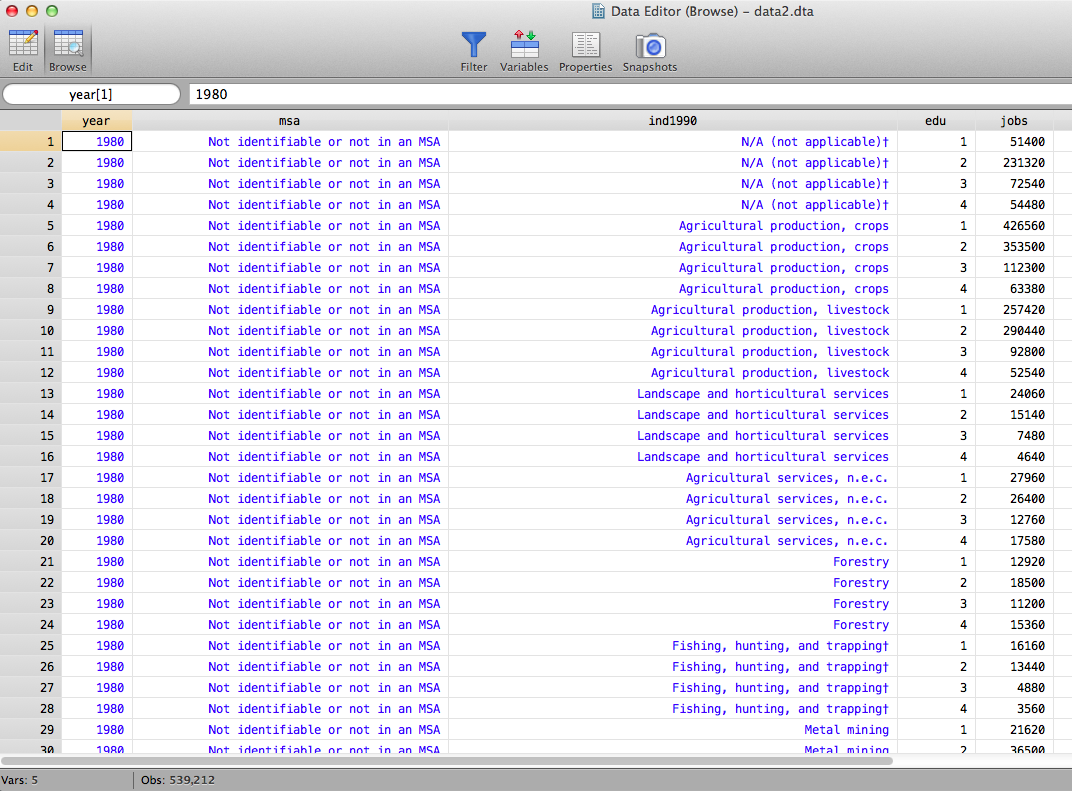 Data Editor (Browse) – data2.dta
Edit Browse Filter Variables Properties Snapshots
year[1] 1980
year msa ind1990 edu jobs
1 1980 Not identifiable or not in an MSA N/A (not applicable)† 1 51400
2 1980 Not identifiable or not in an MSA N/A (not applicable)† 2 231320
3 1980 Not identifiable or not in an MSA N/A (not applicable)† 3 72540
4 1980 Not identifiable or not in an MSA N/A (not applicable)† 4 54480
5 1980 Not identifiable or not in an MSA Agricultural production, crops 1 426560
6 1980 Not identifiable or not in an MSA Agricultural production, crops 2 353500
7 1980 Not identifiable or not in an MSA Agricultural production, crops 3 112300
8 1980 Not identifiable or not in an MSA Agricultural production, crops 4 63380
9 1980 Not identifiable or not in an MSA Agricultural production, livestock 1 257420
10 1980 Not identifiable or not in an MSA Agricultural production, livestock 2 290440
11 1980 Not identifiable or not in an MSA Agricultural production, livestock 3 92800
12 1980 Not identifiable or not in an MSA Agricultural production, livestock 4 52540
13 1980 Not identifiable or not in an MSA Landscape and horticultural services 1 24060
14 1980 Not identifiable or not in an MSA Landscape and horticultural services 2 15140
15 1980 Not identifiable or not in an MSA Landscape and horticultural services 3 7480
16 1980 Not identifiable or not in an MSA Landscape and horticultural services 4 4640
17 1980 Not identifiable or not in an MSA Agricultural services, n.e.c. 1 27960
18 1980 Not identifiable or not in an MSA Agricultural services, n.e.c. 2 26400
19 1980 Not identifiable or not in an MSA Agricultural services, n.e.c. 3 12760
20 1980 Not identifiable or not in an MSA Agricultural services, n.e.c. 4 17580
21 1980 Not identifiable or not in an MSA Forestry 1 12920
22 1980 Not identifiable or not in an MSA Forestry 2 18500
23 1980 Not identifiable or not in an MSA Forestry 3 11200
24 1980 Not identifiable or not in an MSA Forestry 4 15360
25 1980 Not identifiable or not in an MSA Fishing, hunting, and trapping† 1 16160
26 1980 Not identifiable or not in an MSA Fishing, hunting, and trapping† 2 13440
27 1980 Not identifiable or not in an MSA Fishing, hunting, and trapping† 3 4880
28 1980 Not identifiable or not in an MSA Fishing, hunting, and trapping† 4 3560
29 1980 Not identifiable or not in an MSA Metal mining 1 21620
30 1980 Not identifiable or not in an MSA Metal mining 2 36500
Vars: 5 Obs: 539,212